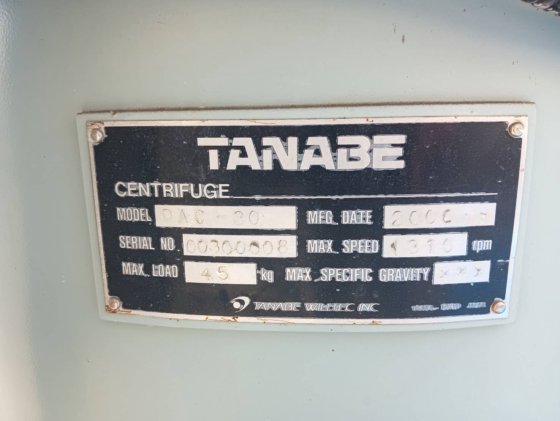 TANABE
CENTRIFUGE
MODEL MFG. DATE
SERIAL NO. MAX. SPEED 1310 rpm
MAX. LOAD 45 kg MAX. SPECIFIC GRAVITY ×××
TANABE WILLTEC INC.